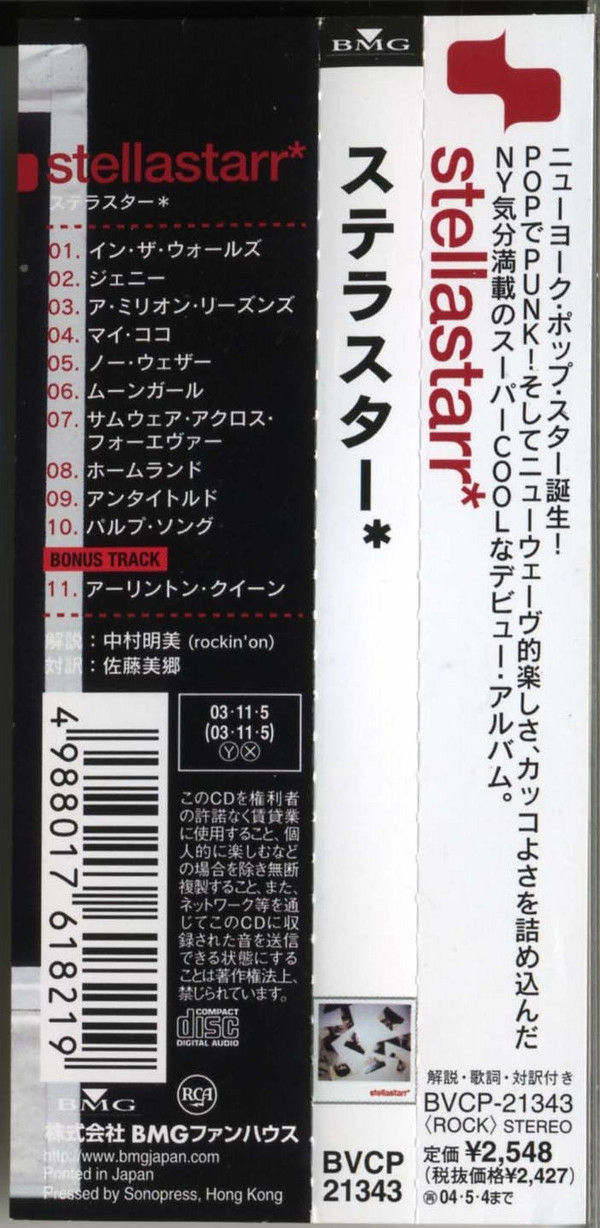 stellastarr*
ステラスター*
01. イン・ザ・ウォールズ
02. ジェニー
03. ア・ミリオン・リーズンズ
04. マイ・ココ
05. ノー・ウェザー
06. ムーンガール
07. サムウェア・アクロス・
フォーエヴァー
08. ホームランド
09. アンタイトルド
10. パルプ・ソング
BONUS TRACK
11. アーリントン・クイーン
解説：中村明美 (rockin'on)
対訳：佐藤美郷
4 988017 618219
03・11・5
(03・11・5)
Ⓨ Ⓧ
このCDを権利者
の許諾なく賃貸業
に使用すること、個
人的に楽しむなど
の場合を除き無断
複製すること、また、
ネットワーク等を通
じてこのCDに収
録された音を送信
できる状態にする
ことは著作権法上、
禁じられています。
COMPACT
disc
DIGITAL AUDIO
BMG
RCA
株式会社 BMGファンハウス
http://www.bmgjapan.com
Printed in Japan
Pressed by Sonopress, Hong Kong
BMG
ステラスター*
stellastarr*
BVCP
21343
stellastarr*
ニューヨーク・ポップ・スター誕生！
POPでPUNK！そしてニューウェーヴ的楽しさ、カッコよさを詰め込んだ
NY気分満載のスーパーCOOLなデビュー・アルバム。
解説・歌詞・対訳付き
BVCP-21343
〈ROCK〉 STEREO
定価 ¥2,548
(税抜価格¥2,427)
㊢04・5・4まで